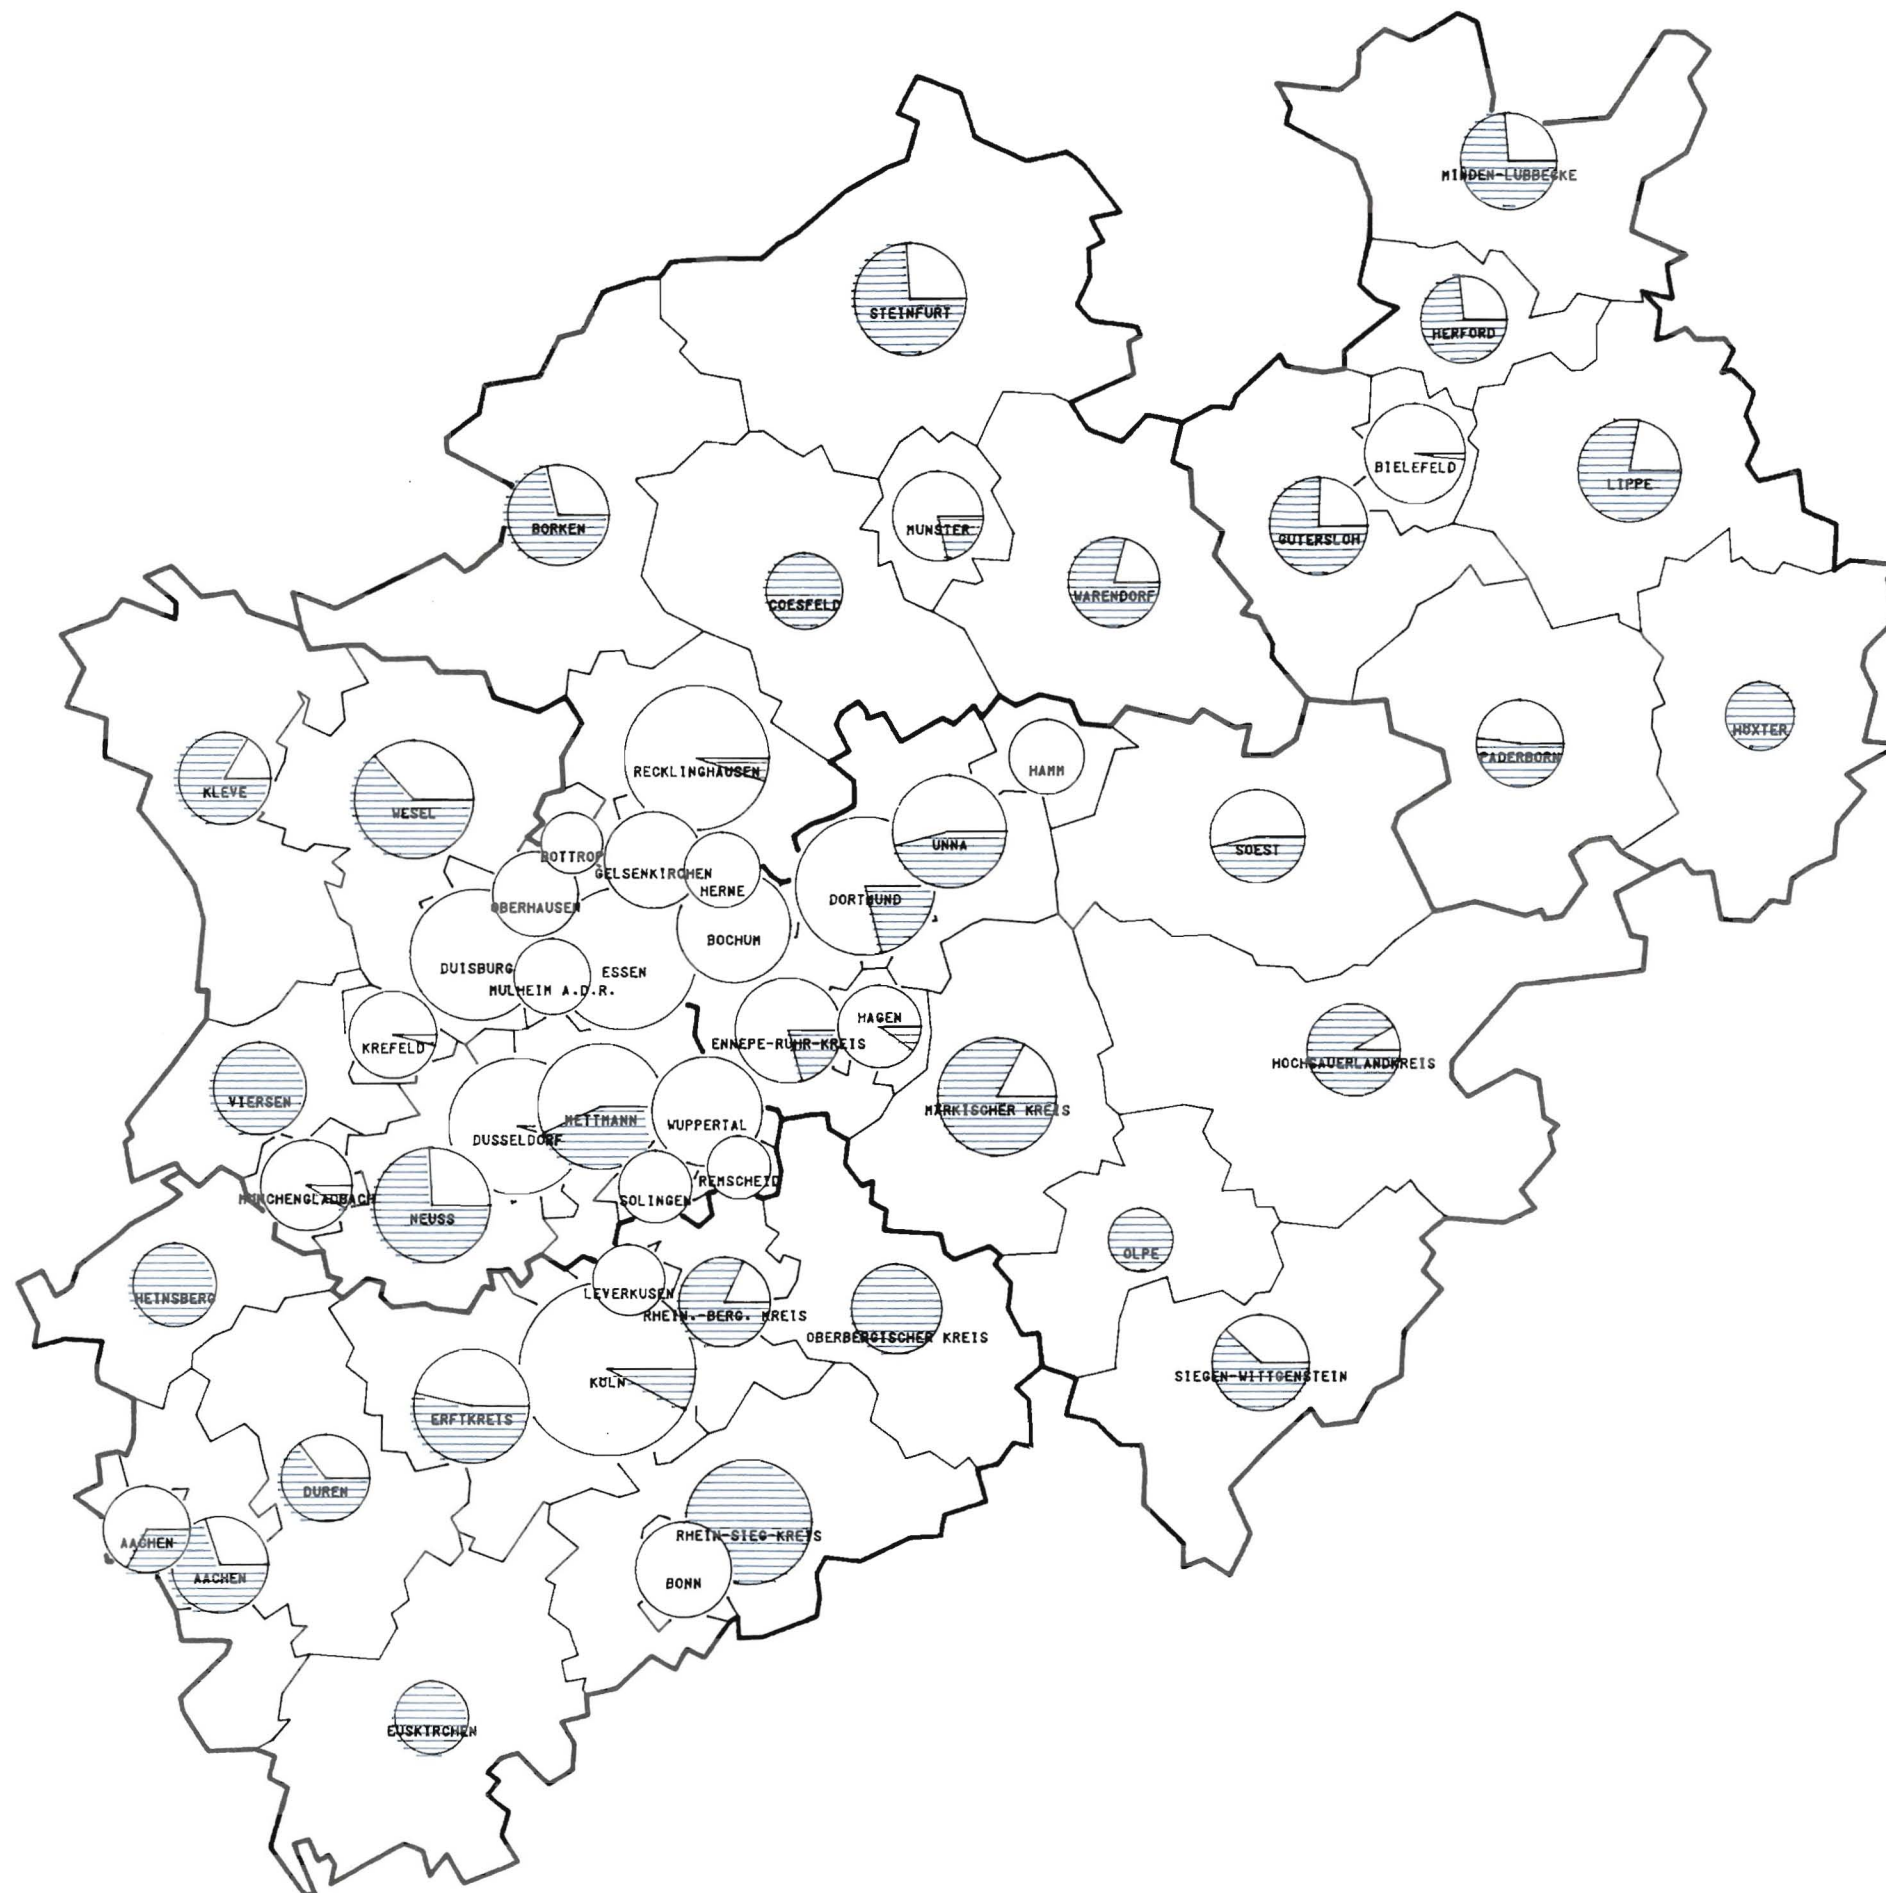 MINDEN-LUBBECKE
STEINFURT
HERFORD
BIELEFELD
LIPPE
BORKEN
MUNSTER
GUTERSLOH
COESFELD
WARENDORF
HOXTER
PADERBORN
KLEVE
WESEL
RECKLINGHAUSEN
HAMM
UNNA
SOEST
BOTTROP
GELSENKIRCHEN
HERNE
OBERHAUSEN
DORTMUND
BOCHUM
DUISBURG
ESSEN
MULHEIM A.D.R.
HAGEN
KREFELD
ENNEPE-RUHR-KREIS
HOCHSAUERLANDKREIS
VIERSEN
MARKISCHER KREIS
METTMANN
WUPPERTAL
DUSSELDORF
REMSCHEID
MONCHENGLADBACH
SOLINGEN
NEUSS
OLPE
HEINSBERG
LEVERKUSEN
RHEIN.-BERG. KREIS
OBERBERGISCHER KREIS
KOLN
SIEGEN-WITTGENSTEIN
ERFTKREIS
DUREN
AACHEN
RHEIN-SIEG-KREIS
AACHEN
BONN
EUSKIRCHEN